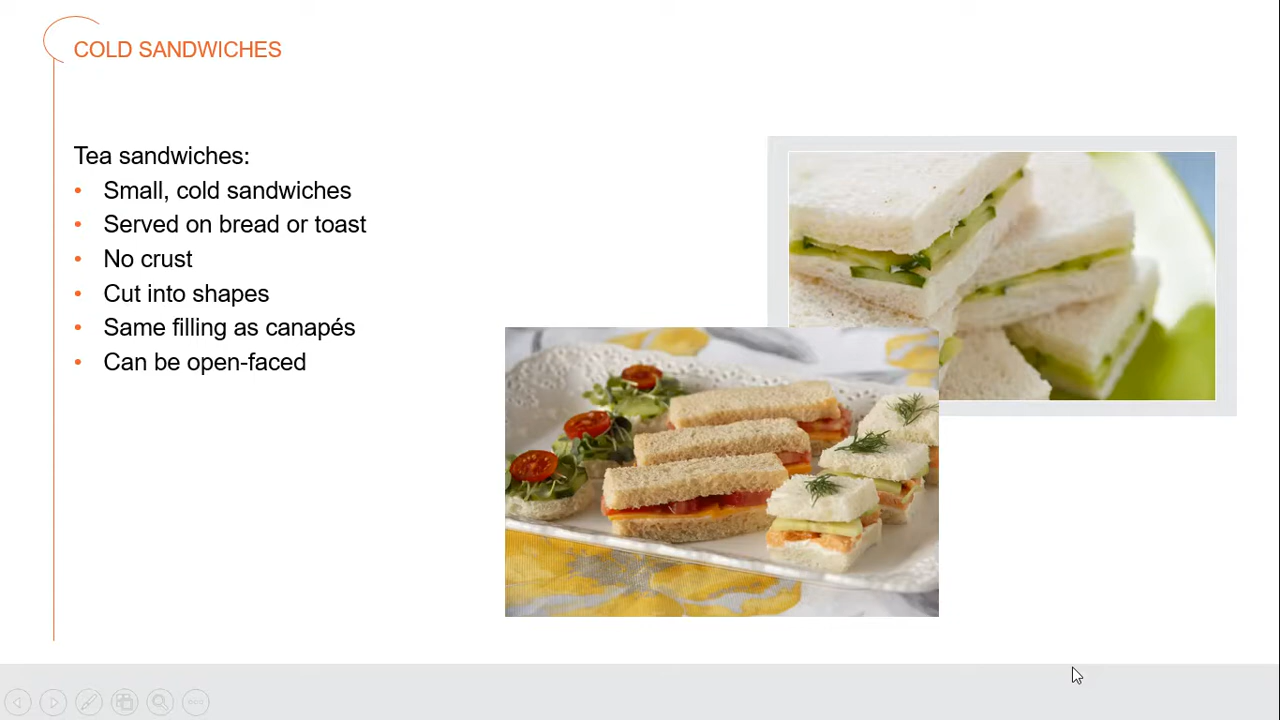 COLD SANDWICHES
Tea sandwiches:
• Small, cold sandwiches
• Served on bread or toast
• No crust
• Cut into shapes
• Same filling as canapés
• Can be open-faced